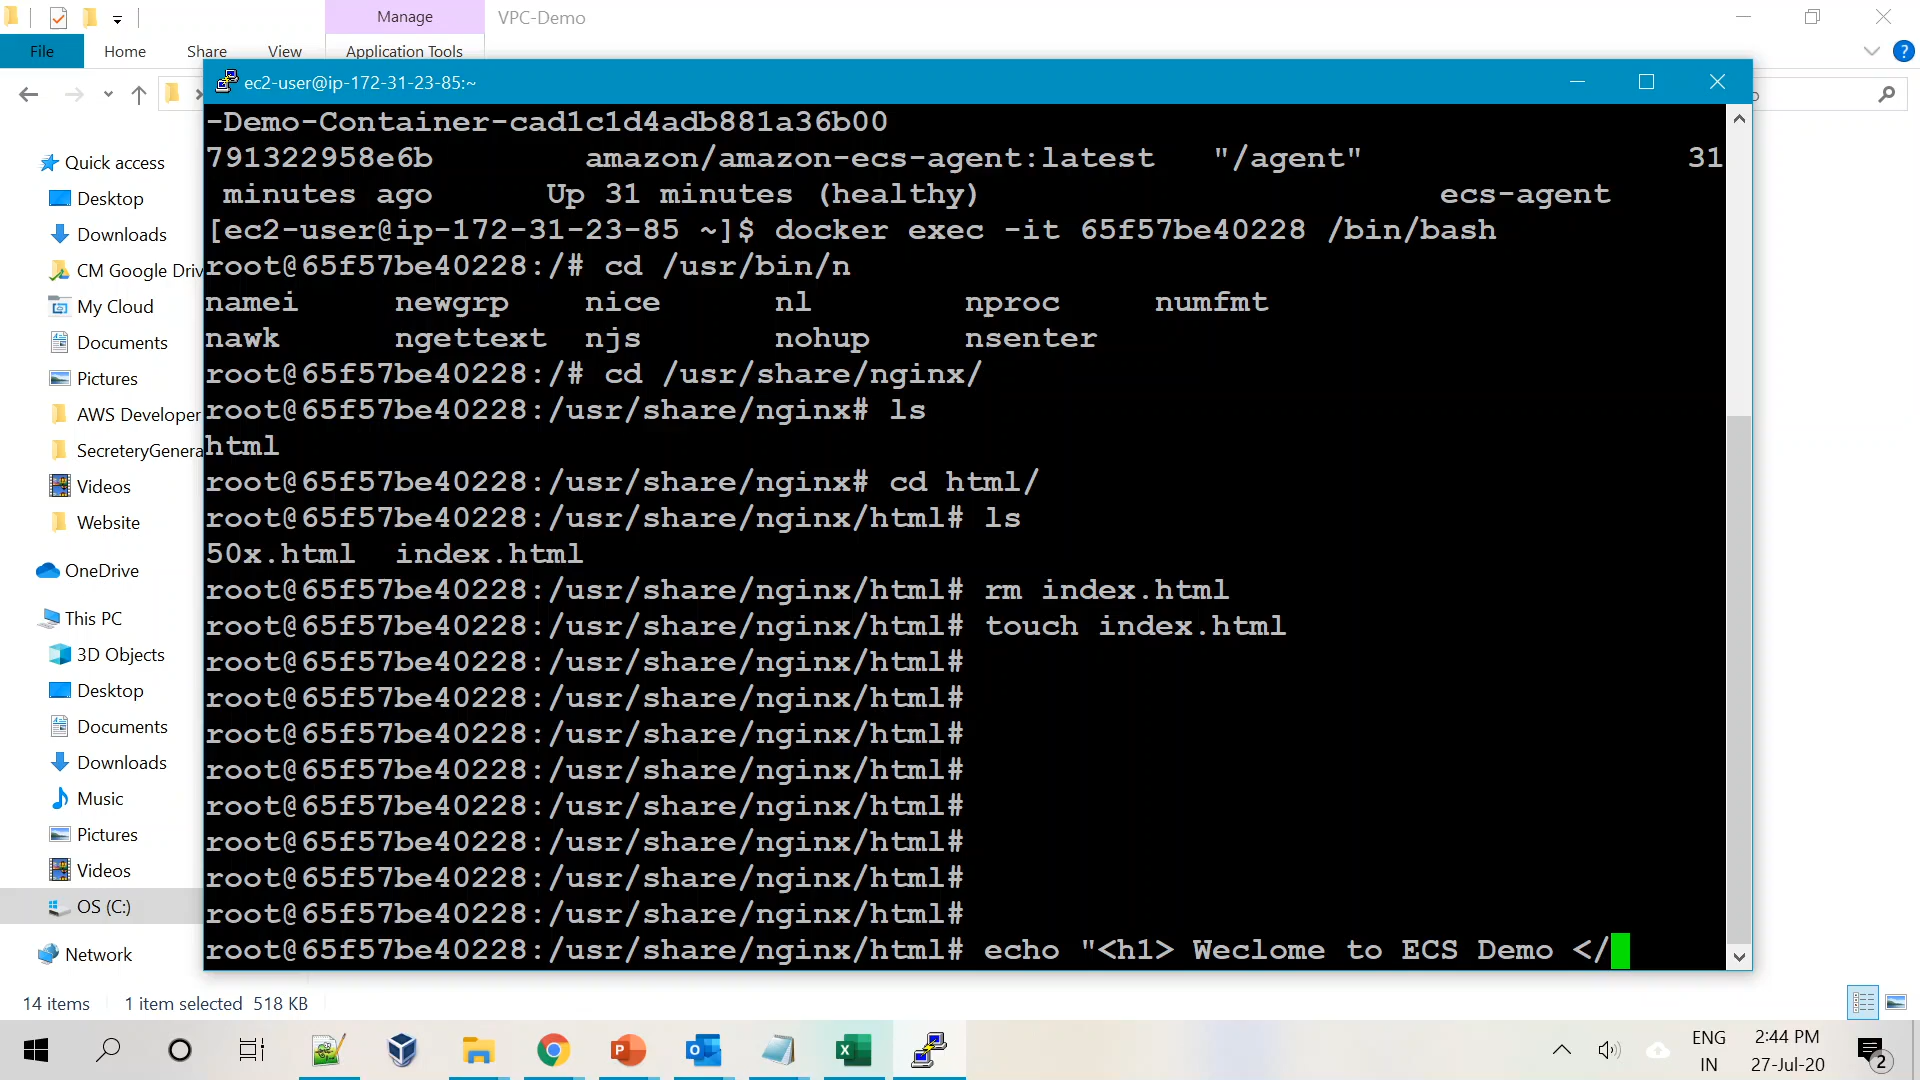 Manage
VPC-Demo
File
Home
Share
View
Application Tools
ec2-user@ip-172-31-23-85:~
Quick access
Desktop
Downloads
CM Google Driv
My Cloud
Documents
Pictures
AWS Developer
SecreteryGenera
Videos
Website
OneDrive
This PC
3D Objects
Desktop
Documents
Downloads
Music
Pictures
Videos
OS (C:)
Network
-Demo-Container-cad1c1d4adb881a36b00
791322958e6b        amazon/amazon-ecs-agent:latest   "/agent"                 31
 minutes ago      Up 31 minutes (healthy)                        ecs-agent
[ec2-user@ip-172-31-23-85 ~]$ docker exec -it 65f57be40228 /bin/bash
root@65f57be40228:/# cd /usr/bin/n
namei     newgrp    nice      nl        nproc     numfmt
nawk      ngettext  njs       nohup     nsenter
root@65f57be40228:/# cd /usr/share/nginx/
root@65f57be40228:/usr/share/nginx# ls
html
root@65f57be40228:/usr/share/nginx# cd html/
root@65f57be40228:/usr/share/nginx/html# ls
50x.html  index.html
root@65f57be40228:/usr/share/nginx/html# rm index.html
root@65f57be40228:/usr/share/nginx/html# touch index.html
root@65f57be40228:/usr/share/nginx/html#
root@65f57be40228:/usr/share/nginx/html#
root@65f57be40228:/usr/share/nginx/html#
root@65f57be40228:/usr/share/nginx/html#
root@65f57be40228:/usr/share/nginx/html#
root@65f57be40228:/usr/share/nginx/html#
root@65f57be40228:/usr/share/nginx/html#
root@65f57be40228:/usr/share/nginx/html#
root@65f57be40228:/usr/share/nginx/html# echo "<h1> Weclome to ECS Demo </
14 items
1 item selected 518 KB
ENG
IN
2:44 PM
27-Jul-20
2